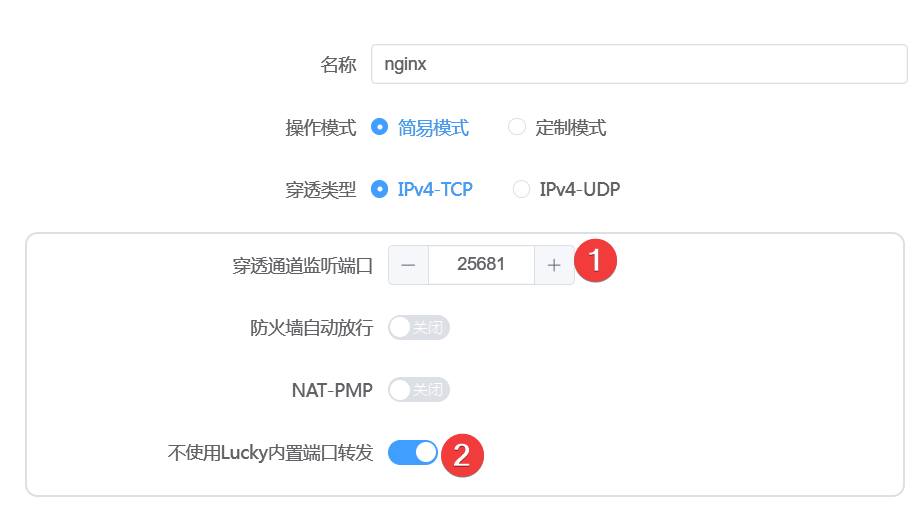 名称 nginx
操作模式 简易模式 定制模式
穿透类型 IPv4-TCP IPv4-UDP
穿透通道监听端口 — 25681 + 1
防火墙自动放行 关闭
NAT-PMP 关闭
不使用Lucky内置端口转发 2